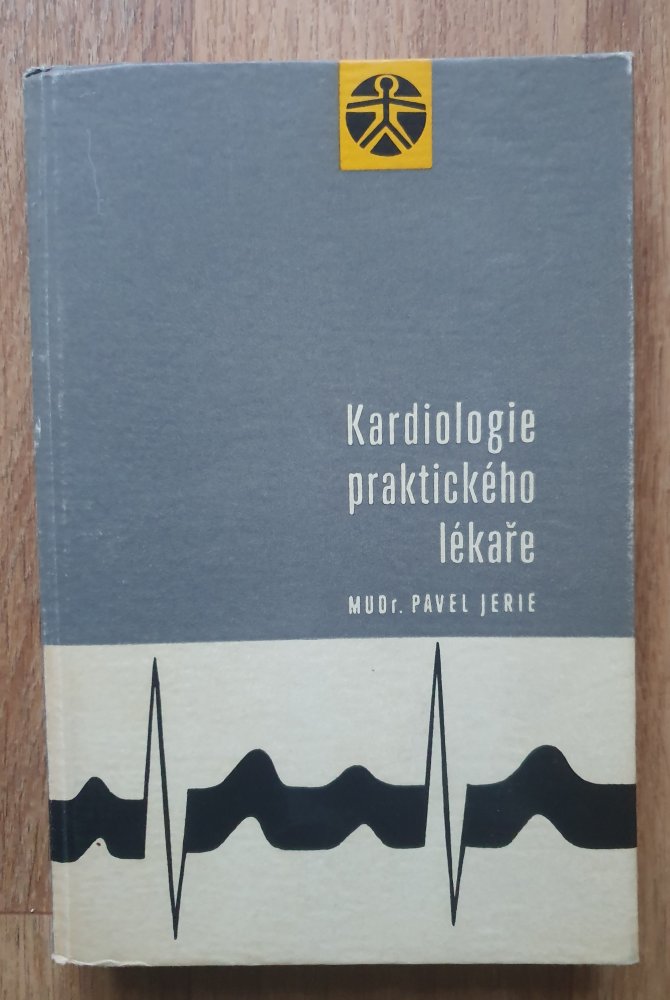 Kardiologie
praktického
lékaře
MUDr. PAVEL JERIE